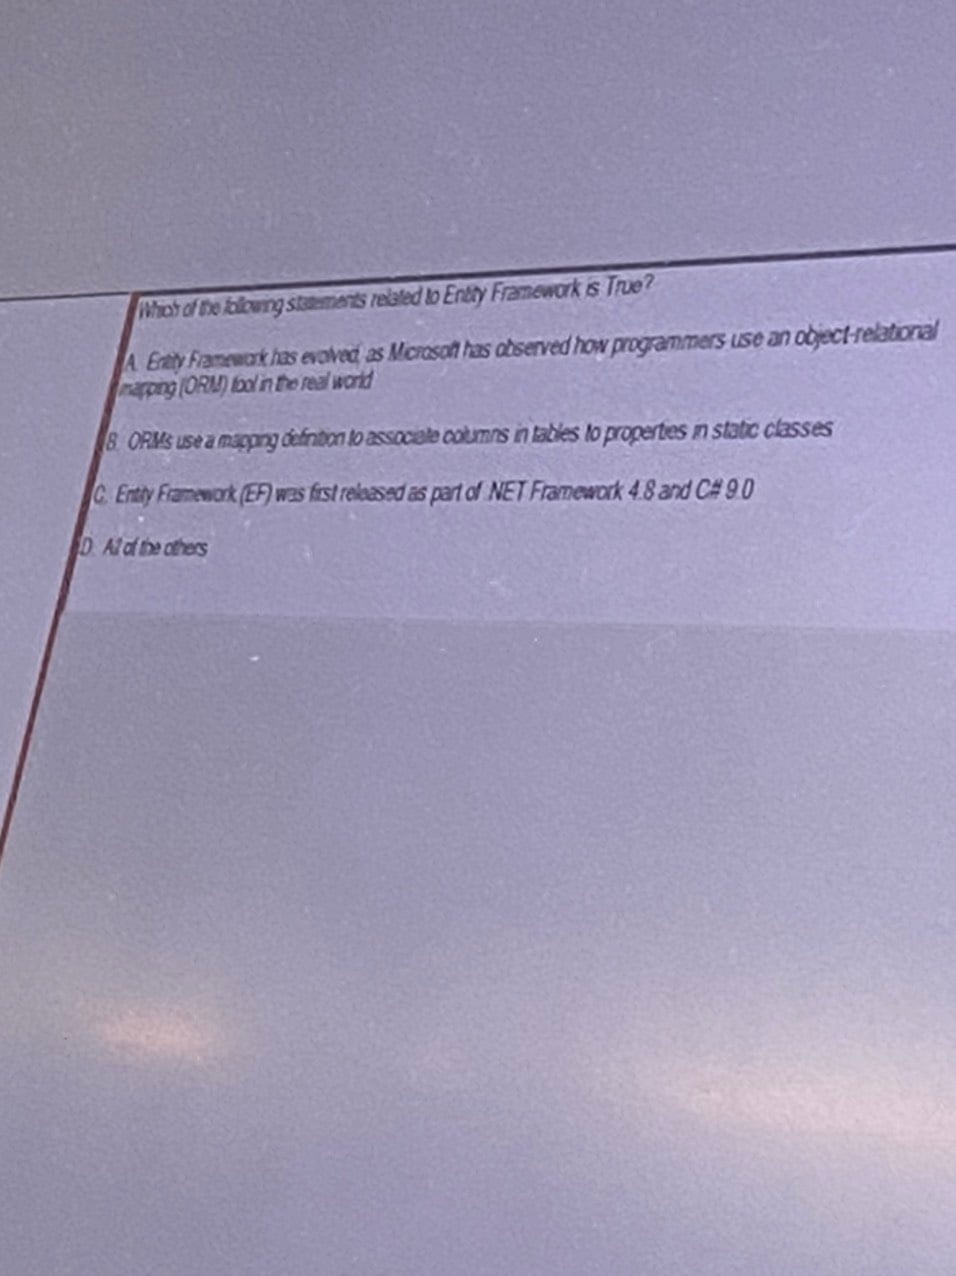 Which of the following statements related to Entity Framework is True?
A. Entity Framework has evolved, as Microsoft has observed how programmers use an object-relational
mapping (ORM) tool in the real world
B. ORMs use a mapping definition to associate columns in tables to properties in static classes
C. Entity Framework (EF) was first released as part of .NET Framework 4.8 and C# 9.0
D. All of the others